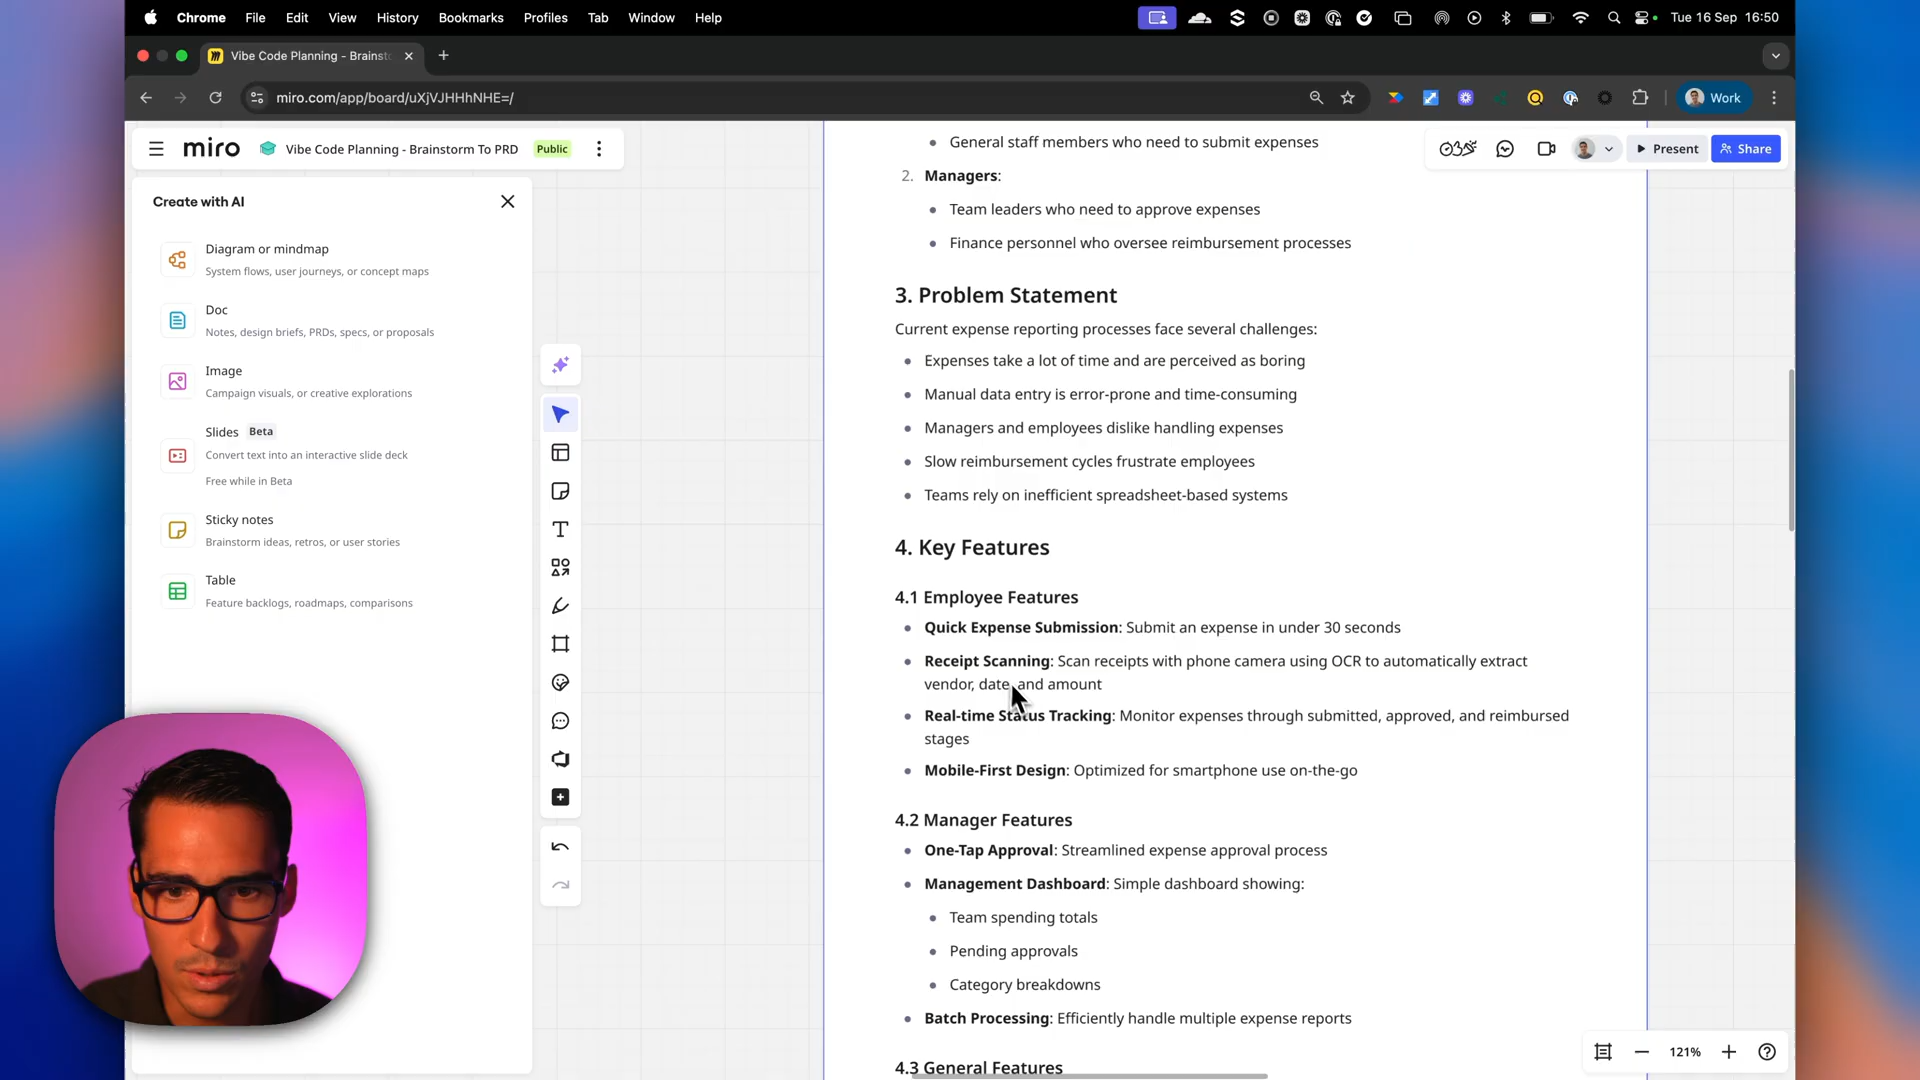 Chrome File Edit View History Bookmarks Profiles Tab Window Help Tue 16 Sep 16:50
Vibe Code Planning - Brainsto
miro.com/app/board/uXjVJHHhNHE=/ Work
miro Vibe Code Planning - Brainstorm To PRD Public Present Share
Create with AI
Diagram or mindmap
System flows, user journeys, or concept maps
Doc
Notes, design briefs, PRDs, specs, or proposals
Image
Campaign visuals, or creative explorations
Slides Beta
Convert text into an interactive slide deck
Free while in Beta
Sticky notes
Brainstorm ideas, retros, or user stories
Table
Feature backlogs, roadmaps, comparisons
General staff members who need to submit expenses
2. Managers:
Team leaders who need to approve expenses
Finance personnel who oversee reimbursement processes
3. Problem Statement
Current expense reporting processes face several challenges:
Expenses take a lot of time and are perceived as boring
Manual data entry is error-prone and time-consuming
Managers and employees dislike handling expenses
Slow reimbursement cycles frustrate employees
Teams rely on inefficient spreadsheet-based systems
4. Key Features
4.1 Employee Features
Quick Expense Submission: Submit an expense in under 30 seconds
Receipt Scanning: Scan receipts with phone camera using OCR to automatically extract
vendor, date, and amount
Real-time Status Tracking: Monitor expenses through submitted, approved, and reimbursed
stages
Mobile-First Design: Optimized for smartphone use on-the-go
4.2 Manager Features
One-Tap Approval: Streamlined expense approval process
Management Dashboard: Simple dashboard showing:
Team spending totals
Pending approvals
Category breakdowns
Batch Processing: Efficiently handle multiple expense reports
4.3 General Features
121%